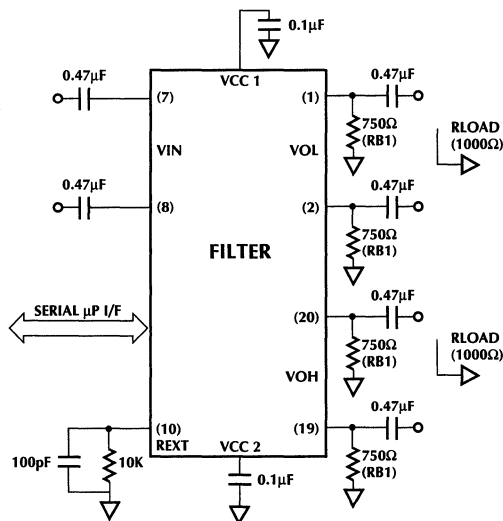 0.1µF
VCC 1
0.47µF
(7)
VIN
0.47µF
(8)
(1)
0.47µF
750Ω
(RB1)
VOL
RLOAD
(1000Ω)
(2)
0.47µF
750Ω
(RB1)
FILTER
SERIAL µP I/F
(20)
0.47µF
750Ω
(RB1)
VOH
RLOAD
(1000Ω)
(10)
REXT
100pF
10K
VCC 2
0.1µF
(19)
0.47µF
750Ω
(RB1)